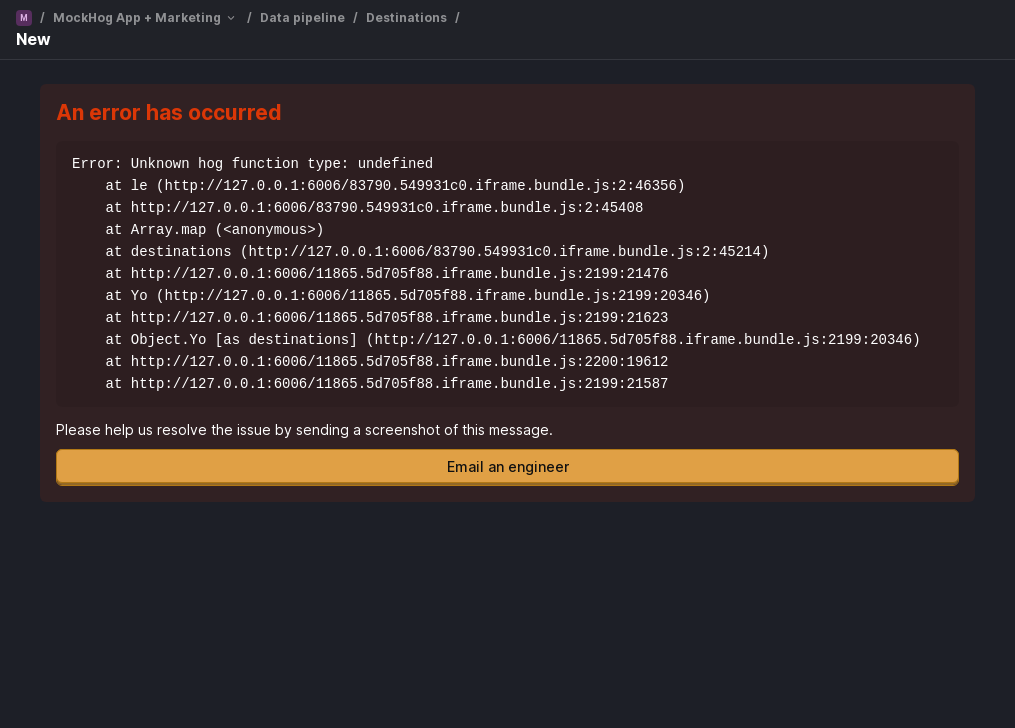 M / MockHog App + Marketing / Data pipeline / Destinations /
New
An error has occurred
Error: Unknown hog function type: undefined
    at le (http://127.0.0.1:6006/83790.549931c0.iframe.bundle.js:2:46356)
    at http://127.0.0.1:6006/83790.549931c0.iframe.bundle.js:2:45408
    at Array.map (<anonymous>)
    at destinations (http://127.0.0.1:6006/83790.549931c0.iframe.bundle.js:2:45214)
    at http://127.0.0.1:6006/11865.5d705f88.iframe.bundle.js:2199:21476
    at Yo (http://127.0.0.1:6006/11865.5d705f88.iframe.bundle.js:2199:20346)
    at http://127.0.0.1:6006/11865.5d705f88.iframe.bundle.js:2199:21623
    at Object.Yo [as destinations] (http://127.0.0.1:6006/11865.5d705f88.iframe.bundle.js:2199:20346)
    at http://127.0.0.1:6006/11865.5d705f88.iframe.bundle.js:2200:19612
    at http://127.0.0.1:6006/11865.5d705f88.iframe.bundle.js:2199:21587
Please help us resolve the issue by sending a screenshot of this message.
Email an engineer